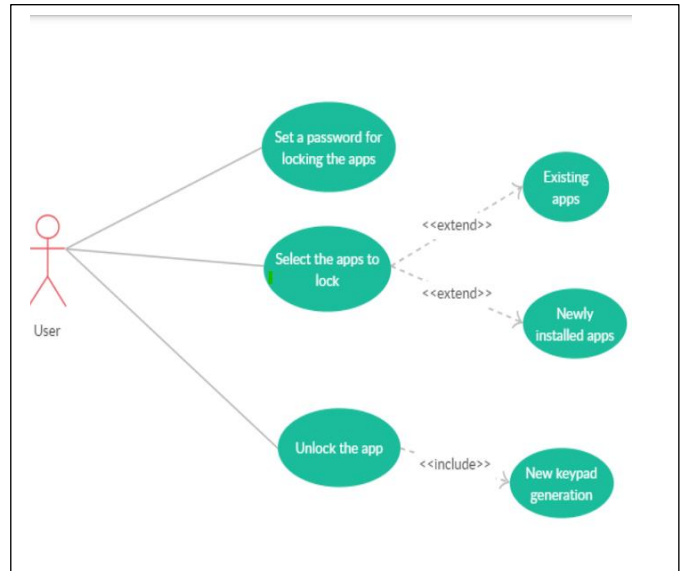 Set a password for
locking the apps
Existing
apps
<<extend>>
Select the apps to
lock
<<extend>>
Newly
installed apps
User
Unlock the app
<<include>>
New keypad
generation